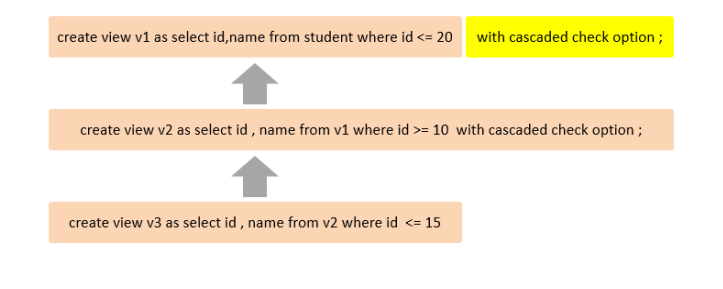 create view v1 as select id,name from student where id <= 20 with cascaded check option ;
create view v2 as select id , name from v1 where id >= 10 with cascaded check option ;
create view v3 as select id , name from v2 where id <= 15